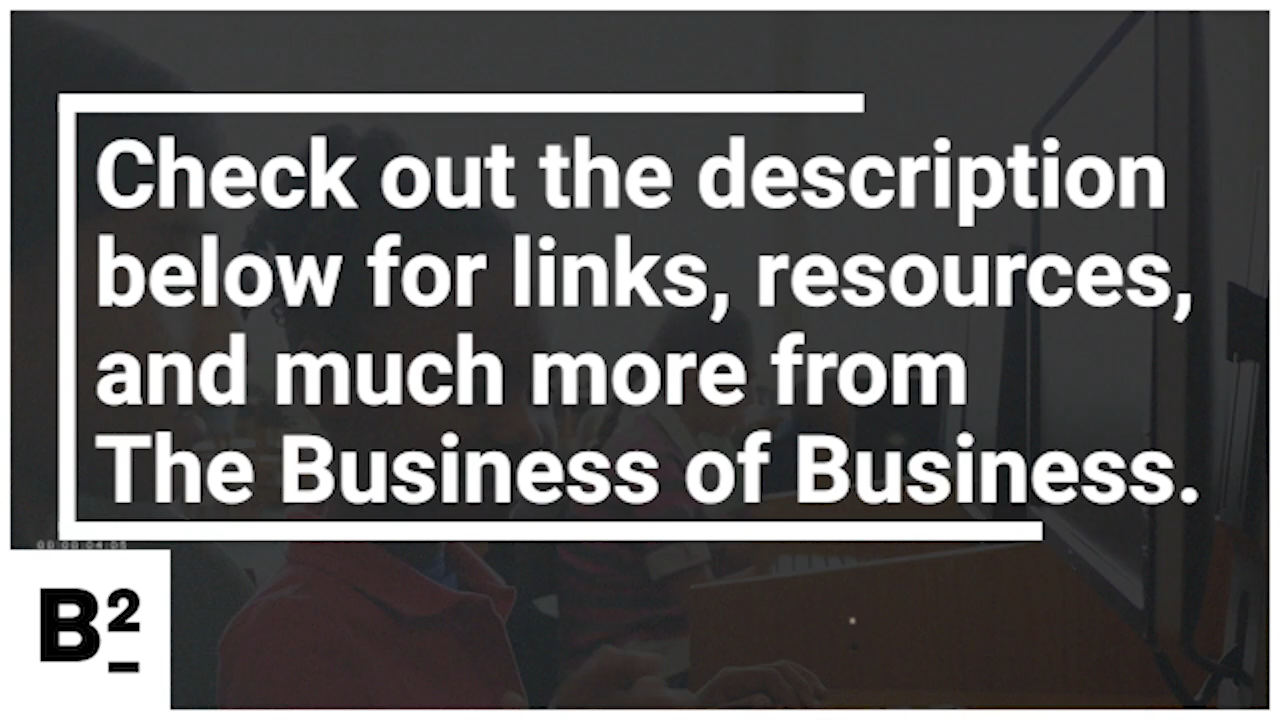 Check out the description
below for links, resources,
and much more from
The Business of Business.
B2